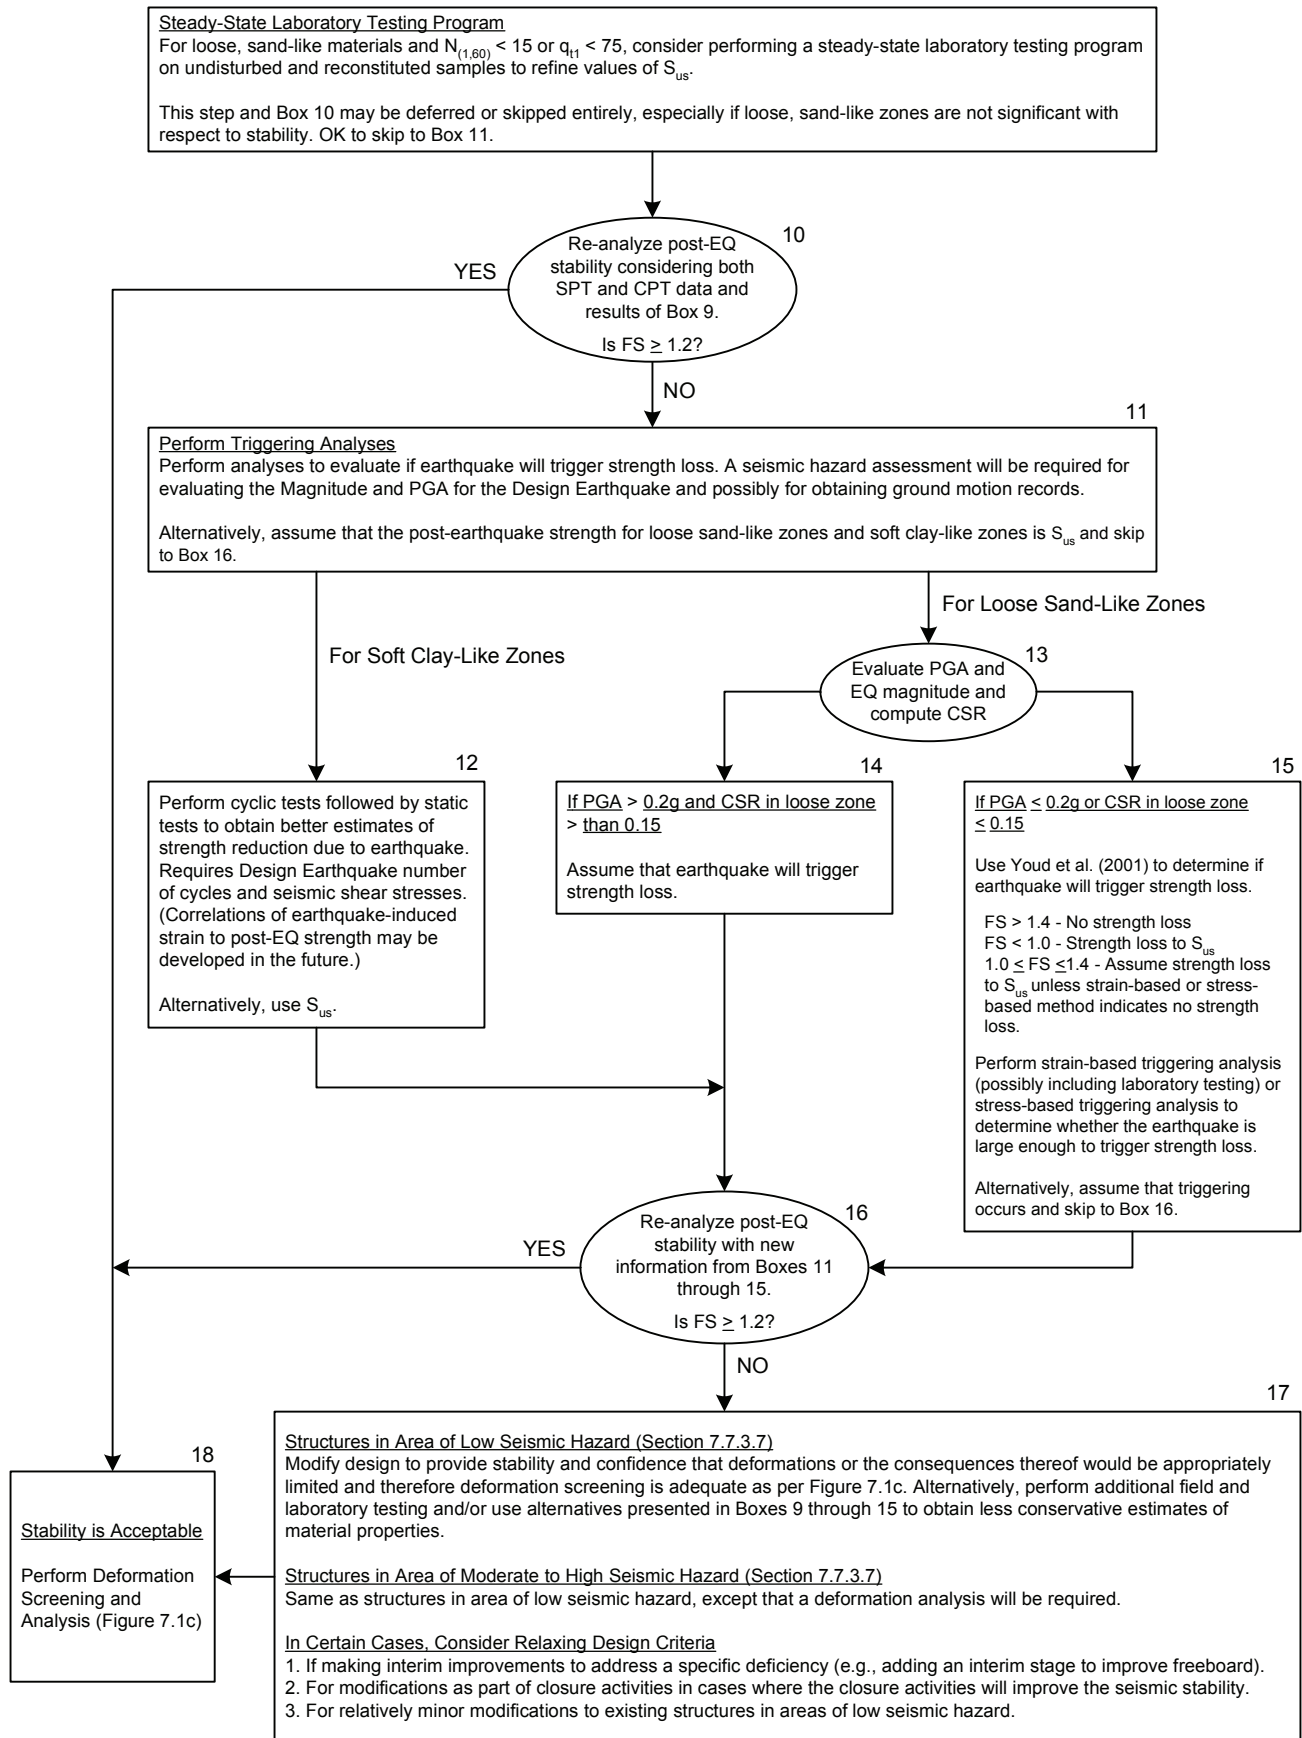 Steady-State Laboratory Testing Program
For loose, sand-like materials and N(1,60) < 15 or qt1 < 75, consider performing a steady-state laboratory testing program
on undisturbed and reconstituted samples to refine values of Sus.
This step and Box 10 may be deferred or skipped entirely, especially if loose, sand-like zones are not significant with
respect to stability. OK to skip to Box 11.
10
Re-analyze post-EQ
stability considering both
SPT and CPT data and
results of Box 9.
Is FS ≥ 1.2?
YES
NO
11
Perform Triggering Analyses
Perform analyses to evaluate if earthquake will trigger strength loss. A seismic hazard assessment will be required for
evaluating the Magnitude and PGA for the Design Earthquake and possibly for obtaining ground motion records.
Alternatively, assume that the post-earthquake strength for loose sand-like zones and soft clay-like zones is Sus and skip
to Box 16.
For Soft Clay-Like Zones
For Loose Sand-Like Zones
13
Evaluate PGA and
EQ magnitude and
compute CSR
12
Perform cyclic tests followed by static
tests to obtain better estimates of
strength reduction due to earthquake.
Requires Design Earthquake number
of cycles and seismic shear stresses.
(Correlations of earthquake-induced
strain to post-EQ strength may be
developed in the future.)
Alternatively, use Sus.
14
If PGA > 0.2g and CSR in loose zone
> than 0.15
Assume that earthquake will trigger
strength loss.
15
If PGA ≤ 0.2g or CSR in loose zone
≤ 0.15
Use Youd et al. (2001) to determine if
earthquake will trigger strength loss.
FS > 1.4 - No strength loss
FS < 1.0 - Strength loss to Sus
1.0 ≤ FS ≤1.4 - Assume strength loss
to Sus unless strain-based or stress-
based method indicates no strength
loss.
Perform strain-based triggering analysis
(possibly including laboratory testing) or
stress-based triggering analysis to
determine whether the earthquake is
large enough to trigger strength loss.
Alternatively, assume that triggering
occurs and skip to Box 16.
16
Re-analyze post-EQ
stability with new
information from Boxes 11
through 15.
Is FS ≥ 1.2?
YES
NO
17
Structures in Area of Low Seismic Hazard (Section 7.7.3.7)
Modify design to provide stability and confidence that deformations or the consequences thereof would be appropriately
limited and therefore deformation screening is adequate as per Figure 7.1c. Alternatively, perform additional field and
laboratory testing and/or use alternatives presented in Boxes 9 through 15 to obtain less conservative estimates of
material properties.
Structures in Area of Moderate to High Seismic Hazard (Section 7.7.3.7)
Same as structures in area of low seismic hazard, except that a deformation analysis will be required.
In Certain Cases, Consider Relaxing Design Criteria
1. If making interim improvements to address a specific deficiency (e.g., adding an interim stage to improve freeboard).
2. For modifications as part of closure activities in cases where the closure activities will improve the seismic stability.
3. For relatively minor modifications to existing structures in areas of low seismic hazard.
18
Stability is Acceptable
Perform Deformation
Screening and
Analysis (Figure 7.1c)